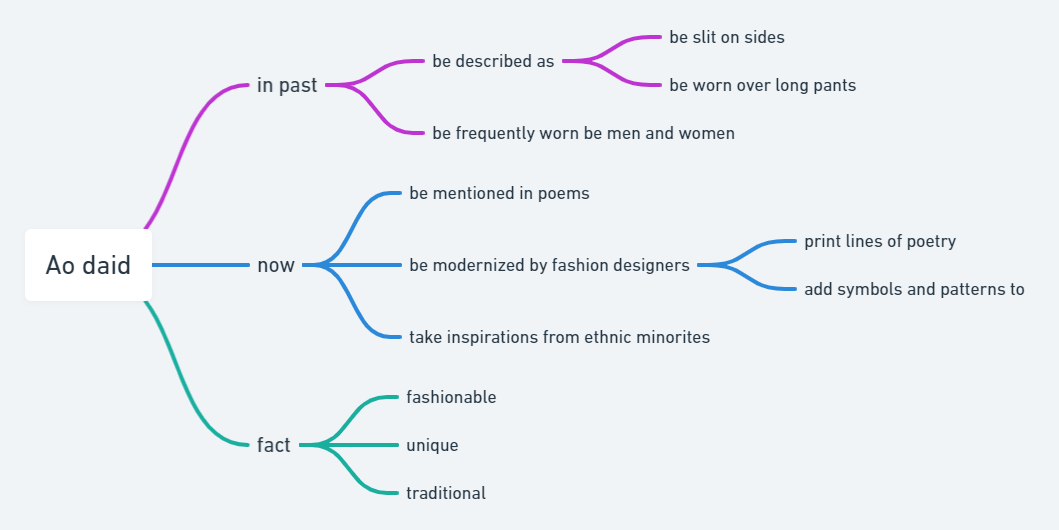 Ao daid
in past
be described as
be slit on sides
be worn over long pants
be frequently worn be men and women
now
be mentioned in poems
be modernized by fashion designers
print lines of poetry
add symbols and patterns to
take inspirations from ethnic minorites
fact
fashionable
unique
traditional